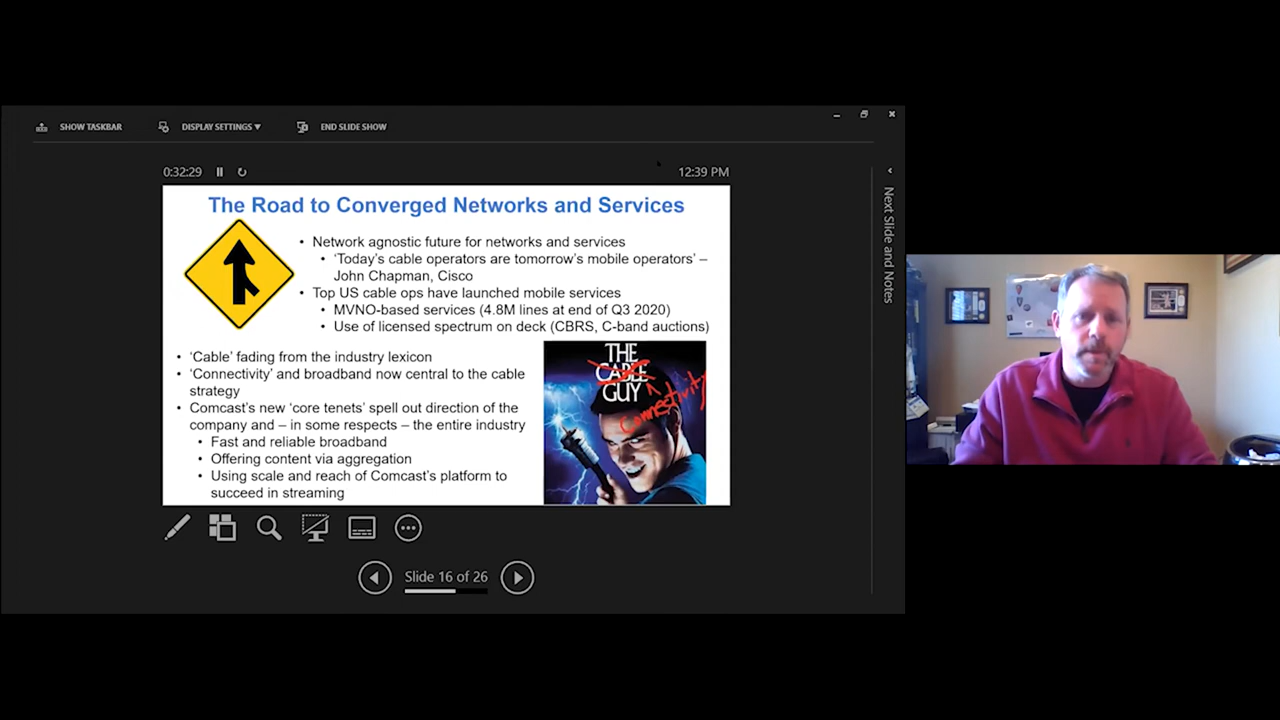 SHOW TASKBAR
DISPLAY SETTINGS ▼
END SLIDE SHOW
0:32:29
12:39 PM
Next Slide and Notes
The Road to Converged Networks and Services
• Network agnostic future for networks and services
• ‘Today’s cable operators are tomorrow’s mobile operators’ –
John Chapman, Cisco
• Top US cable ops have launched mobile services
• MVNO-based services (4.8M lines at end of Q3 2020)
• Use of licensed spectrum on deck (CBRS, C-band auctions)
• ‘Cable’ fading from the industry lexicon
• ‘Connectivity’ and broadband now central to the cable
strategy
• Comcast’s new ‘core tenets’ spell out direction of the
company and – in some respects – the entire industry
• Fast and reliable broadband
• Offering content via aggregation
• Using scale and reach of Comcast’s platform to
succeed in streaming
THE
CABLE
GUY
Connectivity
Slide 16 of 26